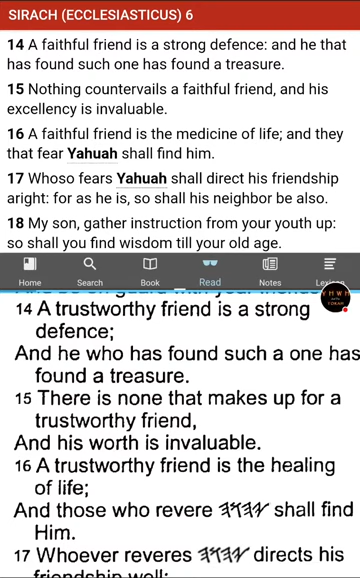 SIRACH (ECCLESIASTICUS) 6
14 A faithful friend is a strong defence: and he that
has found such one has found a treasure.
15 Nothing countervails a faithful friend, and his
excellency is invaluable.
16 A faithful friend is the medicine of life; and they
that fear Yahuah shall find him.
17 Whoso fears Yahuah shall direct his friendship
aright: for as he is, so shall his neighbor be also.
18 My son, gather instruction from your youth up:
so shall you find wisdom till your old age.
Home Search Book Read Notes
14 A trustworthy friend is a strong
defence;
And he who has found such a one has
found a treasure.
15 There is none that makes up for a
trustworthy friend,
And his worth is invaluable.
16 A trustworthy friend is the healing
of life;
And those who revere 𐤉𐤄𐤅𐤄 shall find
Him.
17 Whoever reveres 𐤉𐤄𐤅𐤄 directs his
friendship well;